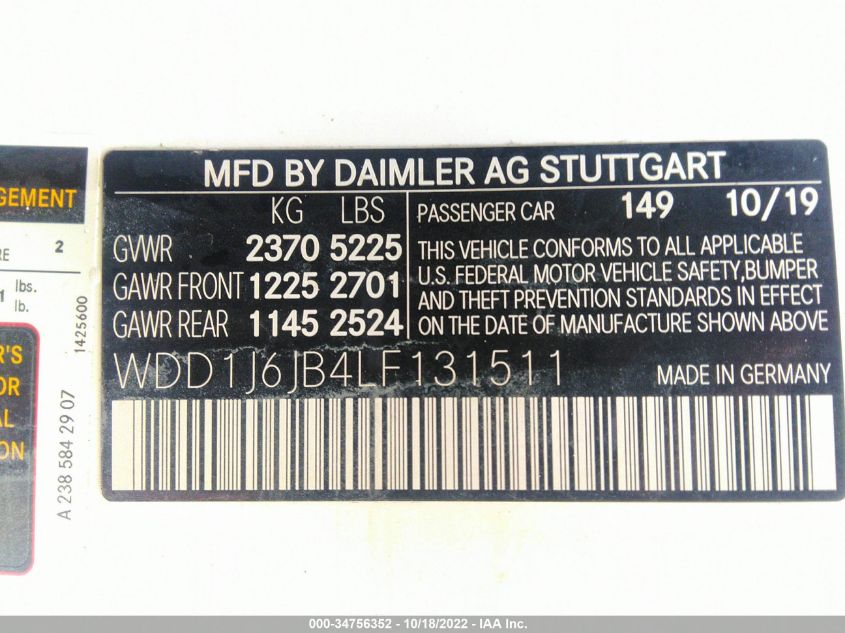 MFD BY DAIMLER AG STUTTGART
KG LBS
GVWR 2370 5225
GAWR FRONT 1225 2701
GAWR REAR 1145 2524
PASSENGER CAR 149 10/19
THIS VEHICLE CONFORMS TO ALL APPLICABLE
U.S. FEDERAL MOTOR VEHICLE SAFETY,BUMPER
AND THEFT PREVENTION STANDARDS IN EFFECT
ON THE DATE OF MANUFACTURE SHOWN ABOVE
WDD1J6JB4LF131511 MADE IN GERMANY
GEMENT
RE 2
1 lbs.
lb.
R'S
OR
AL
ON
1425600
A 238 584 29 07
000-34756352 - 10/18/2022 - IAA Inc.